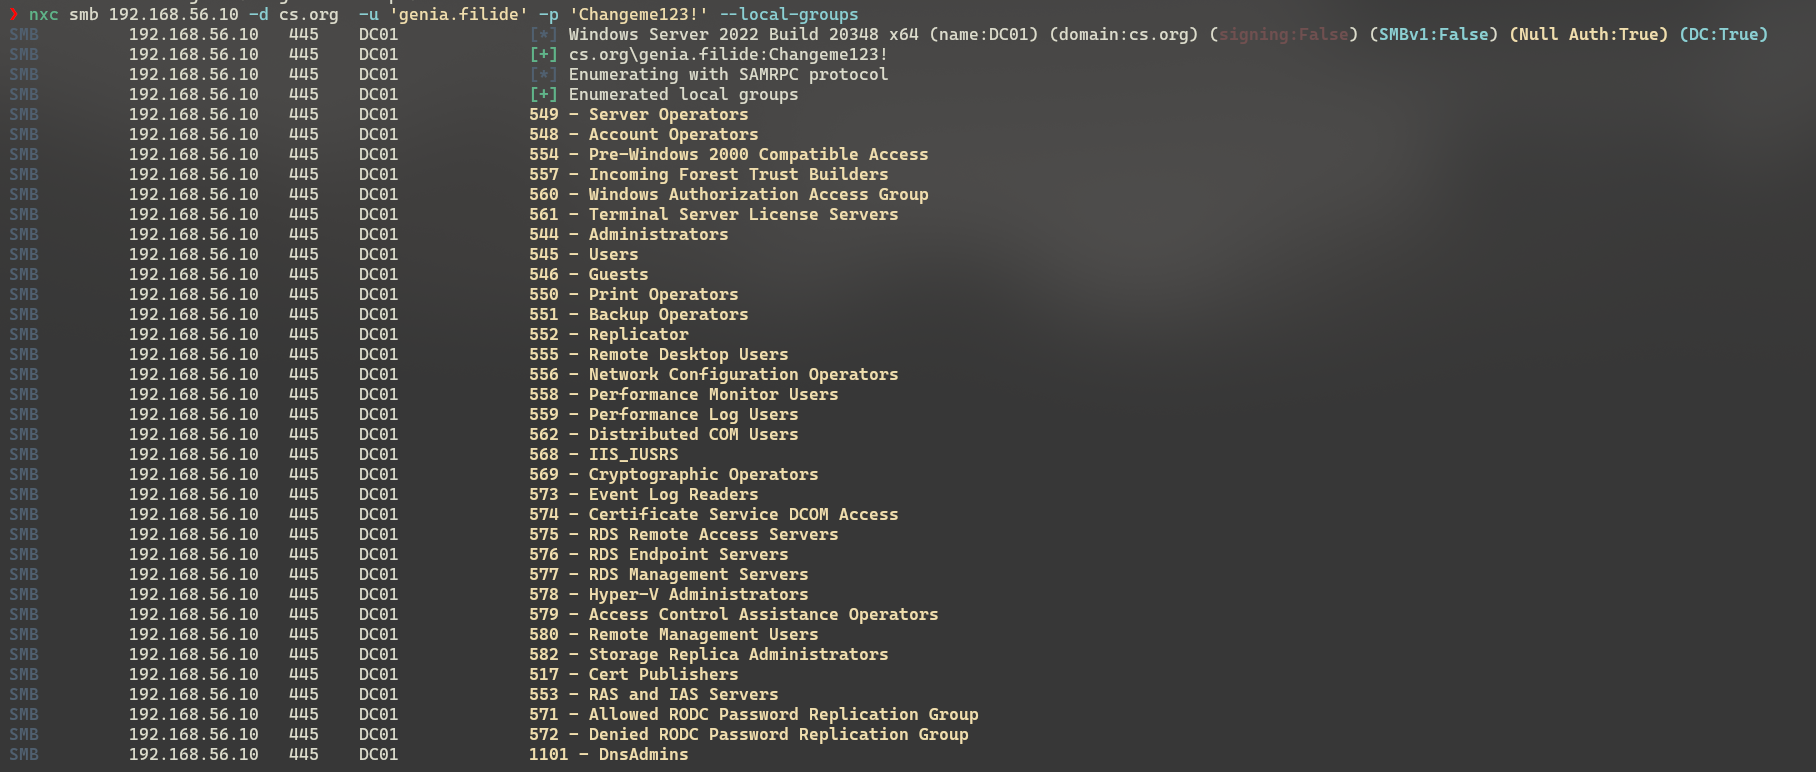 ❯ nxc smb 192.168.56.10 -d cs.org  -u 'genia.filide' -p 'Changeme123!' --local-groups
SMB         192.168.56.10   445    DC01             [*] Windows Server 2022 Build 20348 x64 (name:DC01) (domain:cs.org) (signing:False) (SMBv1:False) (Null Auth:True) (DC:True)
SMB         192.168.56.10   445    DC01             [+] cs.org\genia.filide:Changeme123!
SMB         192.168.56.10   445    DC01             [*] Enumerating with SAMRPC protocol
SMB         192.168.56.10   445    DC01             [+] Enumerated local groups
SMB         192.168.56.10   445    DC01             549 - Server Operators
SMB         192.168.56.10   445    DC01             548 - Account Operators
SMB         192.168.56.10   445    DC01             554 - Pre-Windows 2000 Compatible Access
SMB         192.168.56.10   445    DC01             557 - Incoming Forest Trust Builders
SMB         192.168.56.10   445    DC01             560 - Windows Authorization Access Group
SMB         192.168.56.10   445    DC01             561 - Terminal Server License Servers
SMB         192.168.56.10   445    DC01             544 - Administrators
SMB         192.168.56.10   445    DC01             545 - Users
SMB         192.168.56.10   445    DC01             546 - Guests
SMB         192.168.56.10   445    DC01             550 - Print Operators
SMB         192.168.56.10   445    DC01             551 - Backup Operators
SMB         192.168.56.10   445    DC01             552 - Replicator
SMB         192.168.56.10   445    DC01             555 - Remote Desktop Users
SMB         192.168.56.10   445    DC01             556 - Network Configuration Operators
SMB         192.168.56.10   445    DC01             558 - Performance Monitor Users
SMB         192.168.56.10   445    DC01             559 - Performance Log Users
SMB         192.168.56.10   445    DC01             562 - Distributed COM Users
SMB         192.168.56.10   445    DC01             568 - IIS_IUSRS
SMB         192.168.56.10   445    DC01             569 - Cryptographic Operators
SMB         192.168.56.10   445    DC01             573 - Event Log Readers
SMB         192.168.56.10   445    DC01             574 - Certificate Service DCOM Access
SMB         192.168.56.10   445    DC01             575 - RDS Remote Access Servers
SMB         192.168.56.10   445    DC01             576 - RDS Endpoint Servers
SMB         192.168.56.10   445    DC01             577 - RDS Management Servers
SMB         192.168.56.10   445    DC01             578 - Hyper-V Administrators
SMB         192.168.56.10   445    DC01             579 - Access Control Assistance Operators
SMB         192.168.56.10   445    DC01             580 - Remote Management Users
SMB         192.168.56.10   445    DC01             582 - Storage Replica Administrators
SMB         192.168.56.10   445    DC01             517 - Cert Publishers
SMB         192.168.56.10   445    DC01             553 - RAS and IAS Servers
SMB         192.168.56.10   445    DC01             571 - Allowed RODC Password Replication Group
SMB         192.168.56.10   445    DC01             572 - Denied RODC Password Replication Group
SMB         192.168.56.10   445    DC01             1101 - DnsAdmins